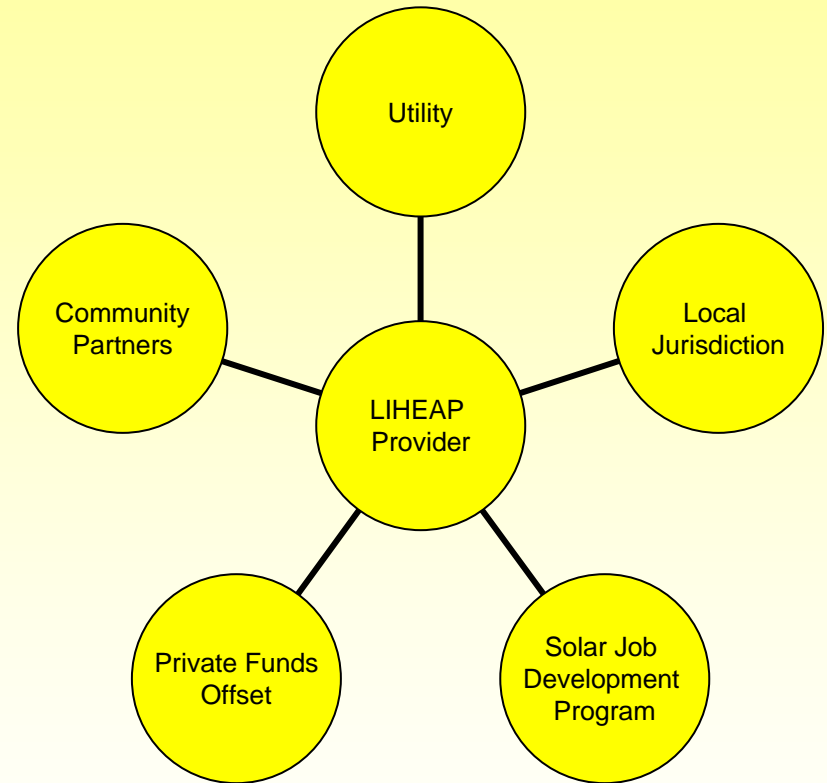 Utility
Community
Partners
Local
Jurisdiction
LIHEAP
Provider
Private Funds
Offset
Solar Job
Development
Program